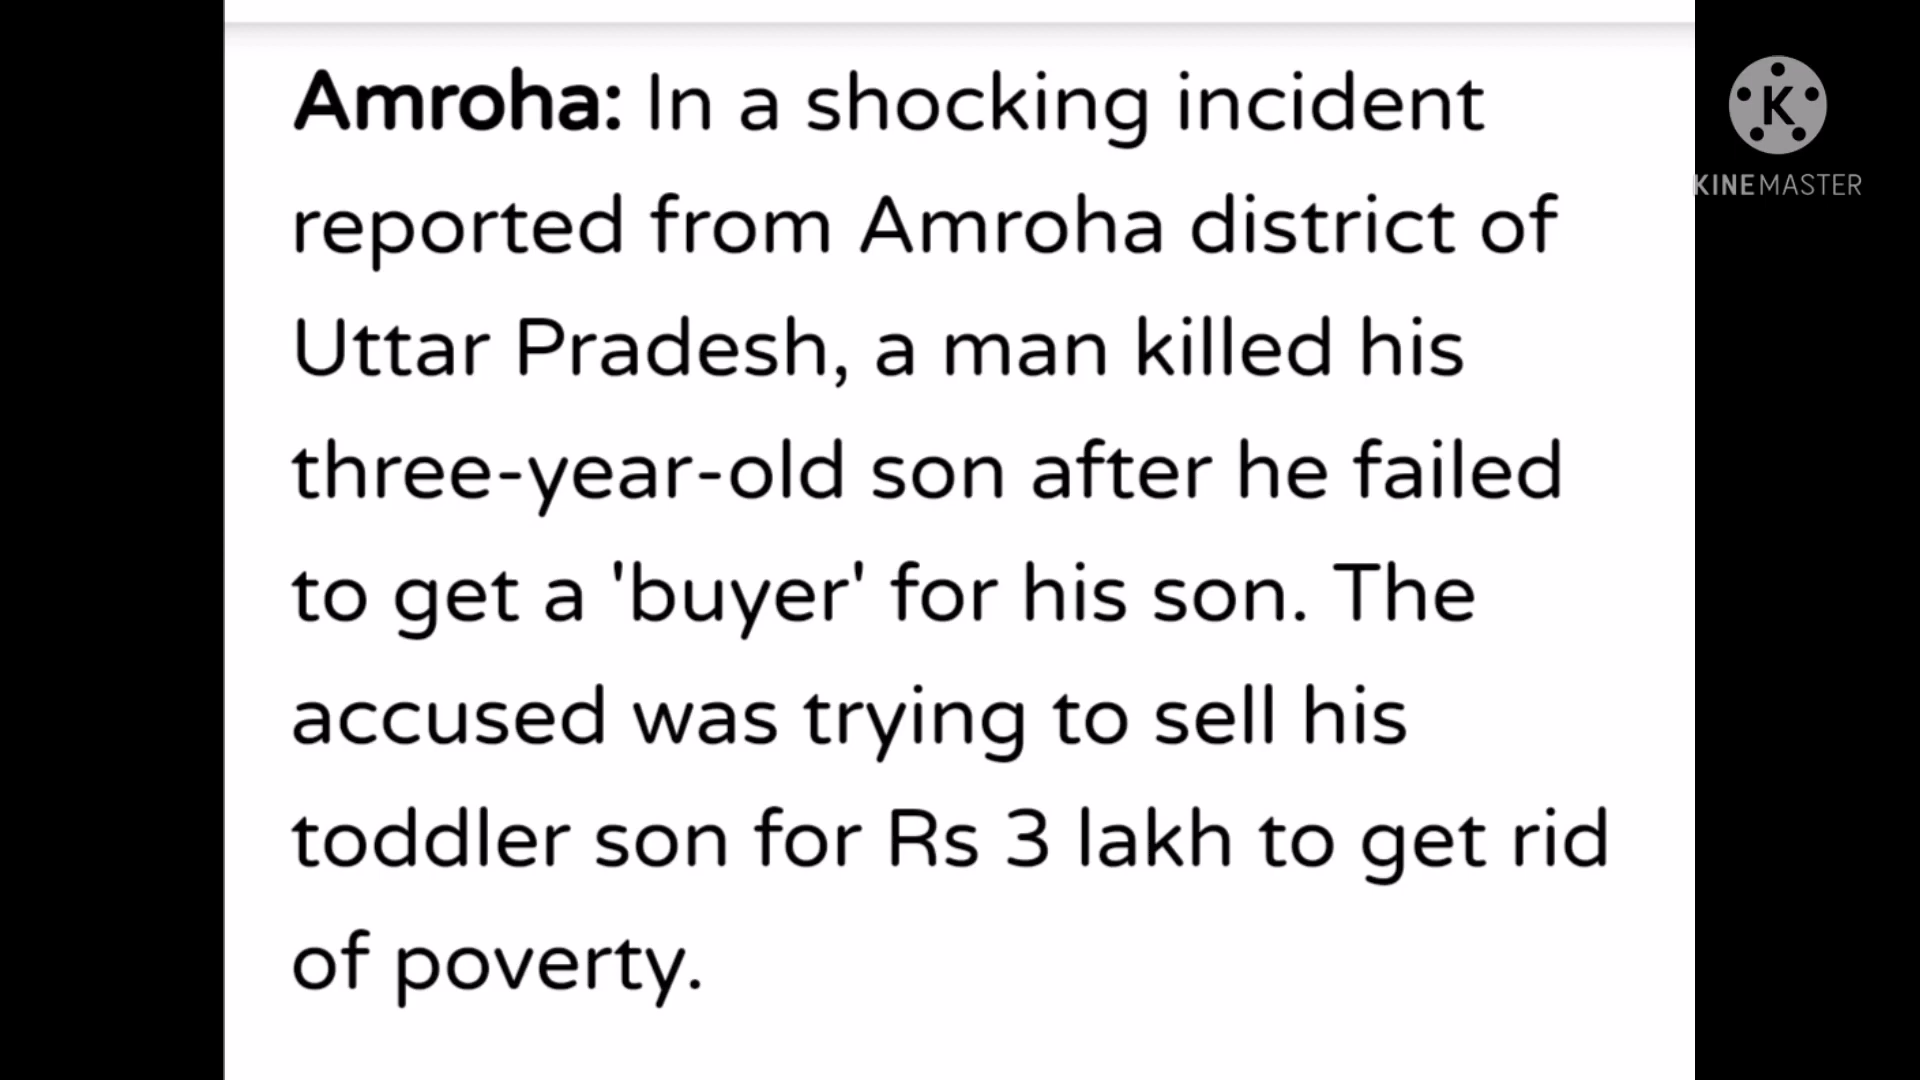 Amroha: In a shocking incident
reported from Amroha district of
Uttar Pradesh, a man killed his
three-year-old son after he failed
to get a 'buyer' for his son. The
accused was trying to sell his
toddler son for Rs 3 lakh to get rid
of poverty.
K
KINEMASTER